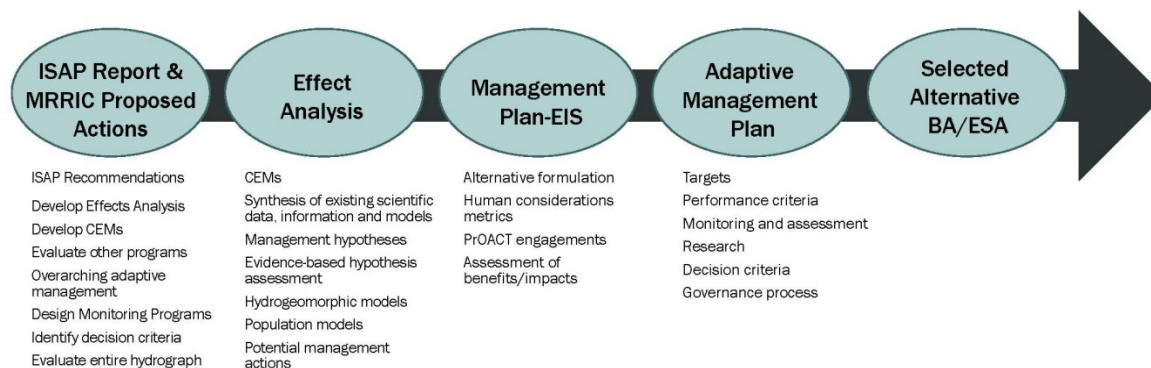 ISAP Report &
MRRIC Proposed
Actions
Effect
Analysis
Management
Plan-EIS
Adaptive
Management
Plan
Selected
Alternative
BA/ESA
ISAP Recommendations
Develop Effects Analysis
Develop CEMs
Evaluate other programs
Overarching adaptive
management
Design Monitoring Programs
Identify decision criteria
Evaluate entire hydrograph
CEMs
Synthesis of existing scientific
data, information and models
Management hypotheses
Evidence-based hypothesis
assessment
Hydrogeomorphic models
Population models
Potential management
actions
Alternative formulation
Human considerations
metrics
PrOACT engagements
Assessment of
benefits/impacts
Targets
Performance criteria
Monitoring and assessment
Research
Decision criteria
Governance process